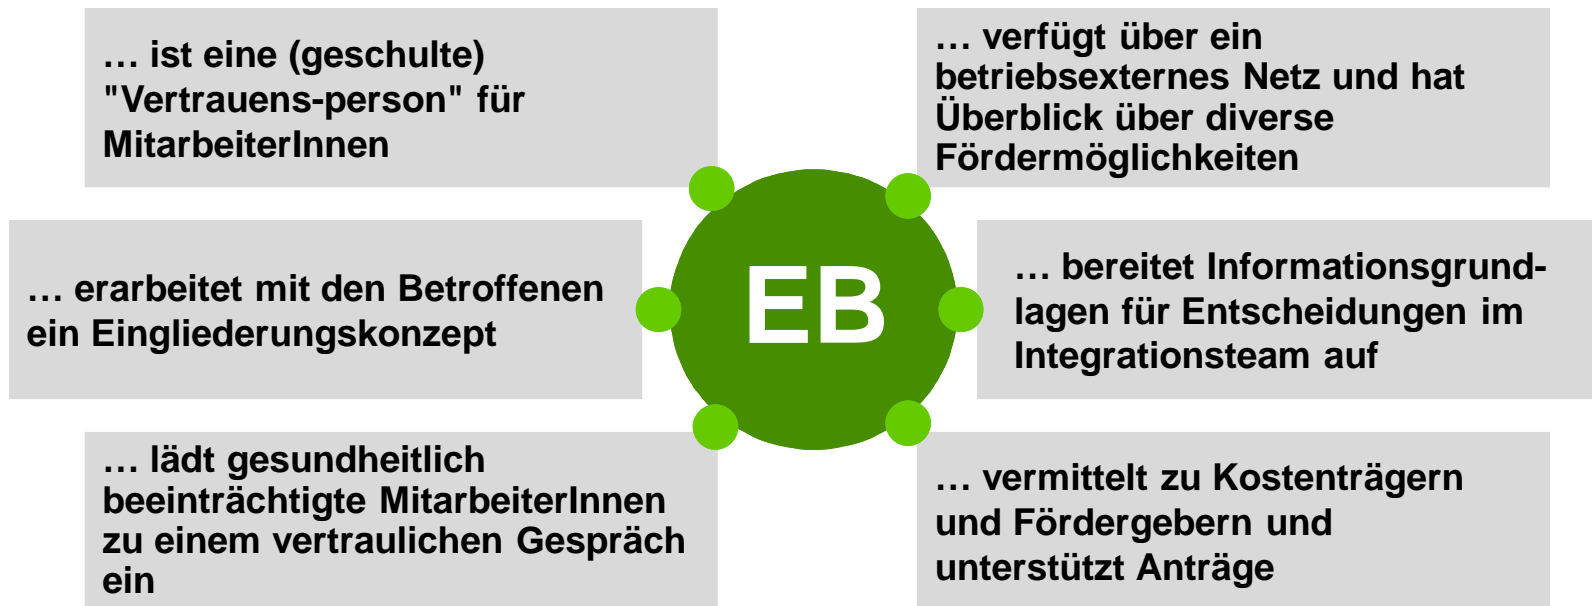 … ist eine (geschulte)
"Vertrauens-person" für
MitarbeiterInnen
… verfügt über ein
betriebsexternes Netz und hat
Überblick über diverse
Fördermöglichkeiten
… erarbeitet mit den Betroffenen
ein Eingliederungskonzept
EB
… bereitet Informationsgrund-
lagen für Entscheidungen im
Integrationsteam auf
… lädt gesundheitlich
beeinträchtigte MitarbeiterInnen
zu einem vertraulichen Gespräch
ein
… vermittelt zu Kostenträgern
und Fördergebern und
unterstützt Anträge